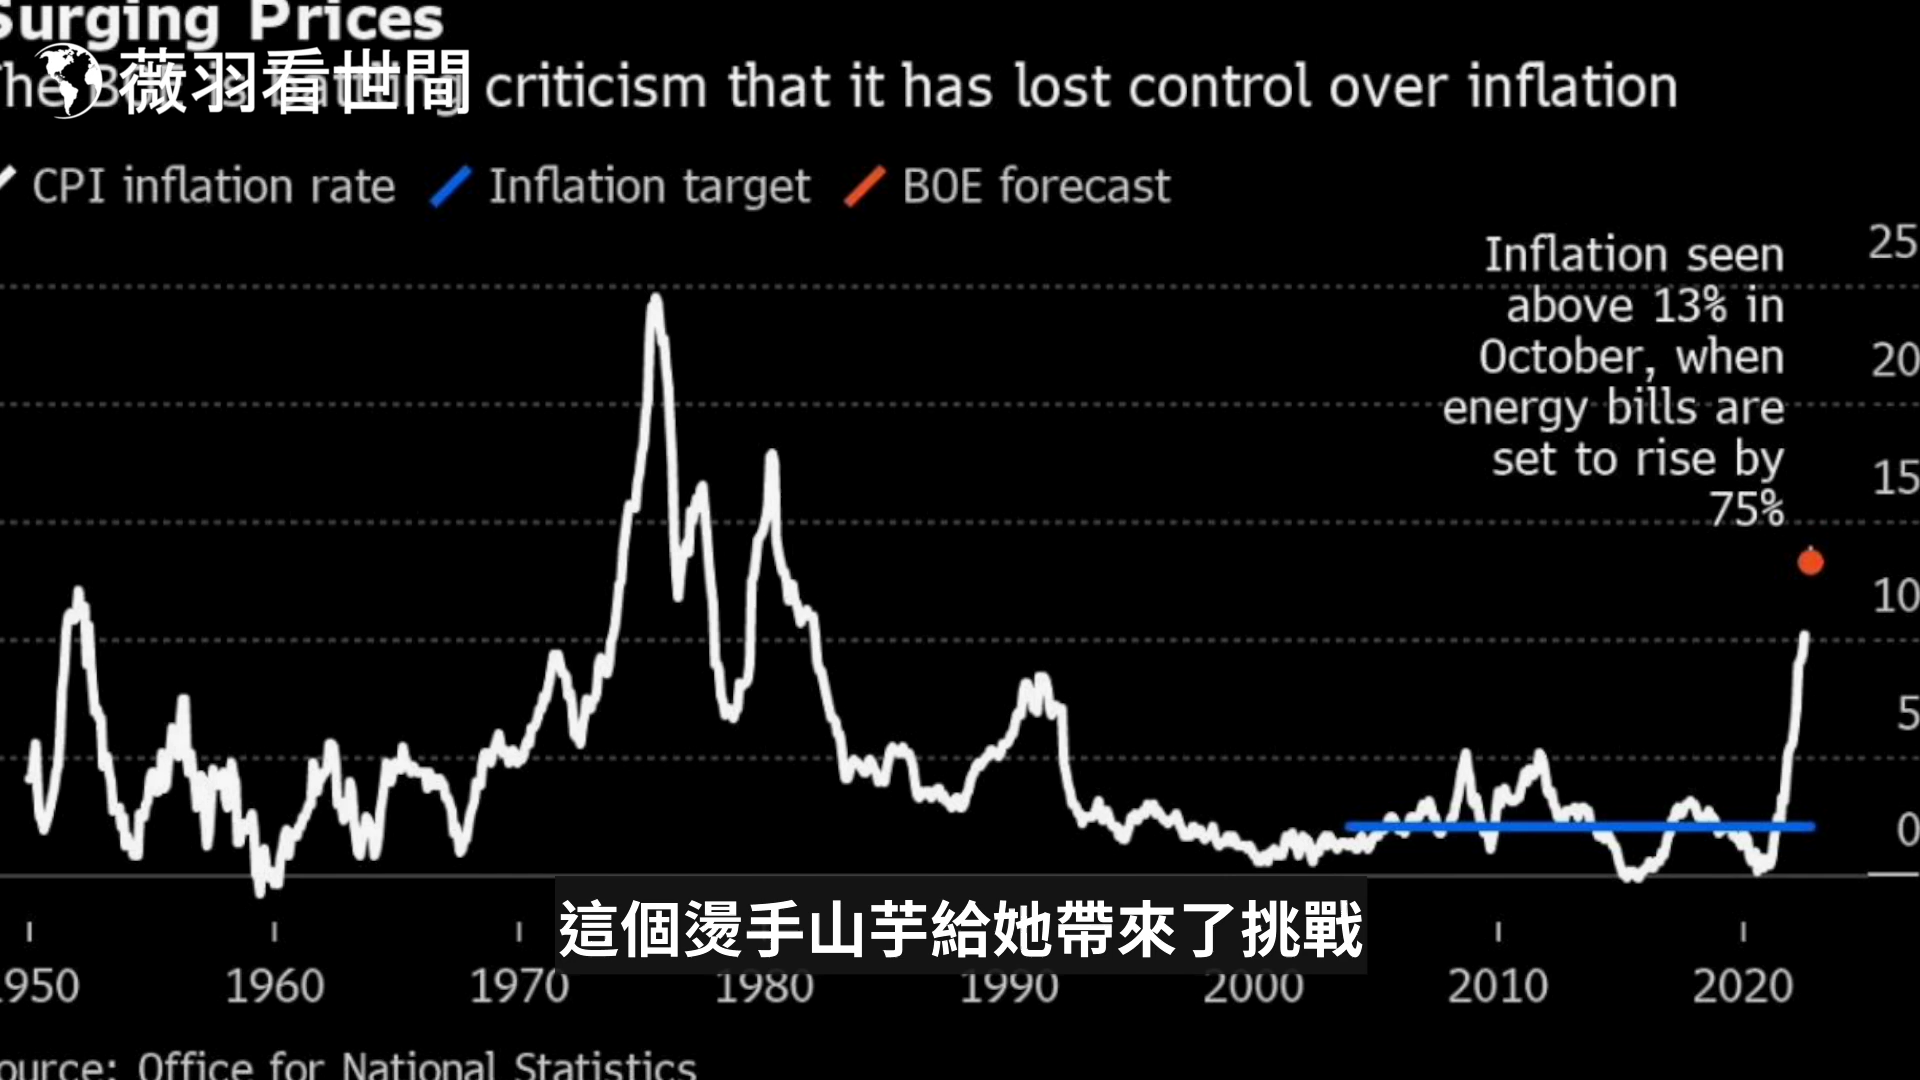 Surging Prices
薇羽看世間
criticism that it has lost control over inflation
CPI inflation rate
Inflation target
BOE forecast
Inflation seen
above 13% in
October, when
energy bills are
set to rise by
75%
25
20
15
10
5
0
這個燙手山芋給她帶來了挑戰
1950
1960
1970
1980
1990
2000
2010
2020
Source: Office for National Statistics